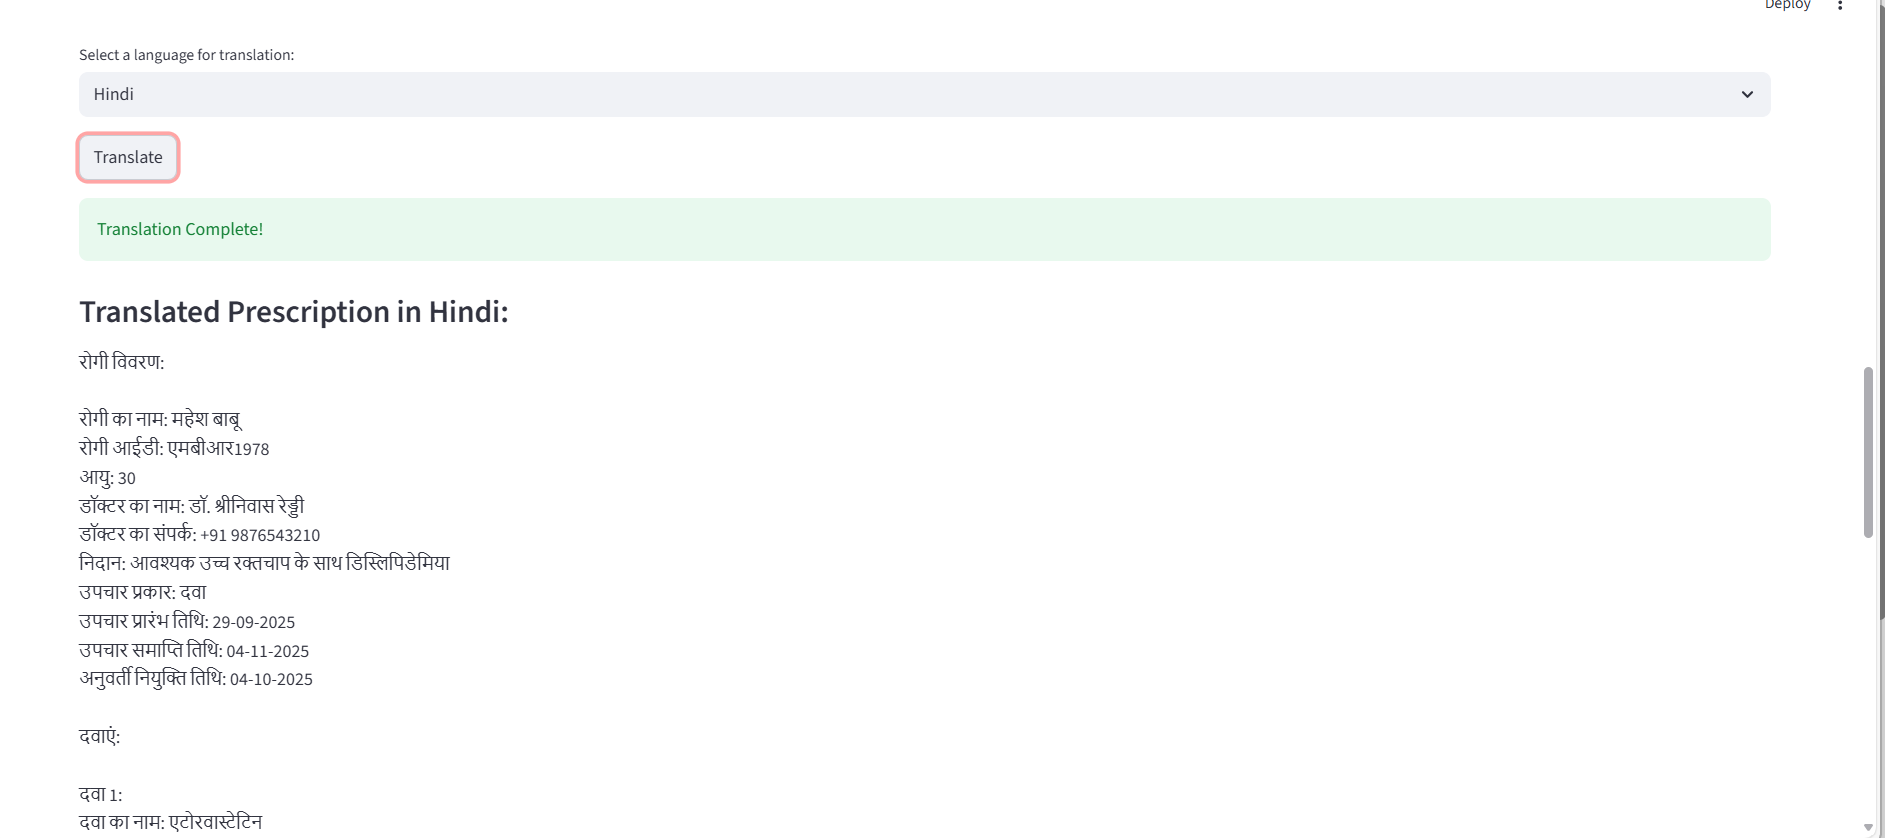 Deploy
Select a language for translation:
Hindi
Translate
Translation Complete!
Translated Prescription in Hindi:
रोगी विवरण:
रोगी का नाम: महेश बाबू
रोगी आईडी: एमबीआर1978
आयु: 30
डॉक्टर का नाम: डॉ. श्रीनिवास रेड्डी
डॉक्टर का संपर्क: +91 9876543210
निदान: आवश्यक उच्च रक्तचाप के साथ डिस्लिपिडेमिया
उपचार प्रकार: दवा
उपचार प्रारंभ तिथि: 29-09-2025
उपचार समाप्ति तिथि: 04-11-2025
अनुवर्ती नियुक्ति तिथि: 04-10-2025
दवाएं:
दवा 1:
दवा का नाम: एटोरवास्टेटिन